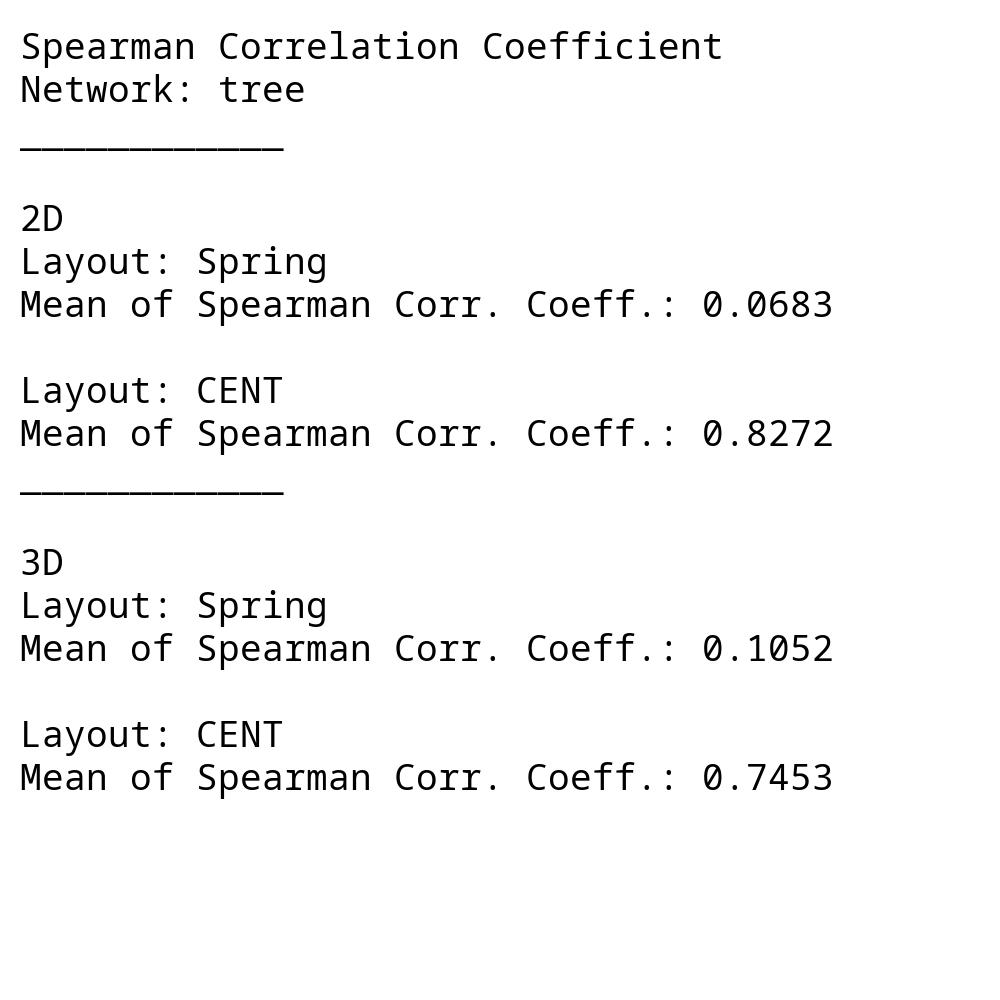 Spearman Correlation Coefficient
Network: tree
____________
2D
Layout: Spring
Mean of Spearman Corr. Coeff.: 0.0683
Layout: CENT
Mean of Spearman Corr. Coeff.: 0.8272
____________
3D
Layout: Spring
Mean of Spearman Corr. Coeff.: 0.1052
Layout: CENT
Mean of Spearman Corr. Coeff.: 0.7453